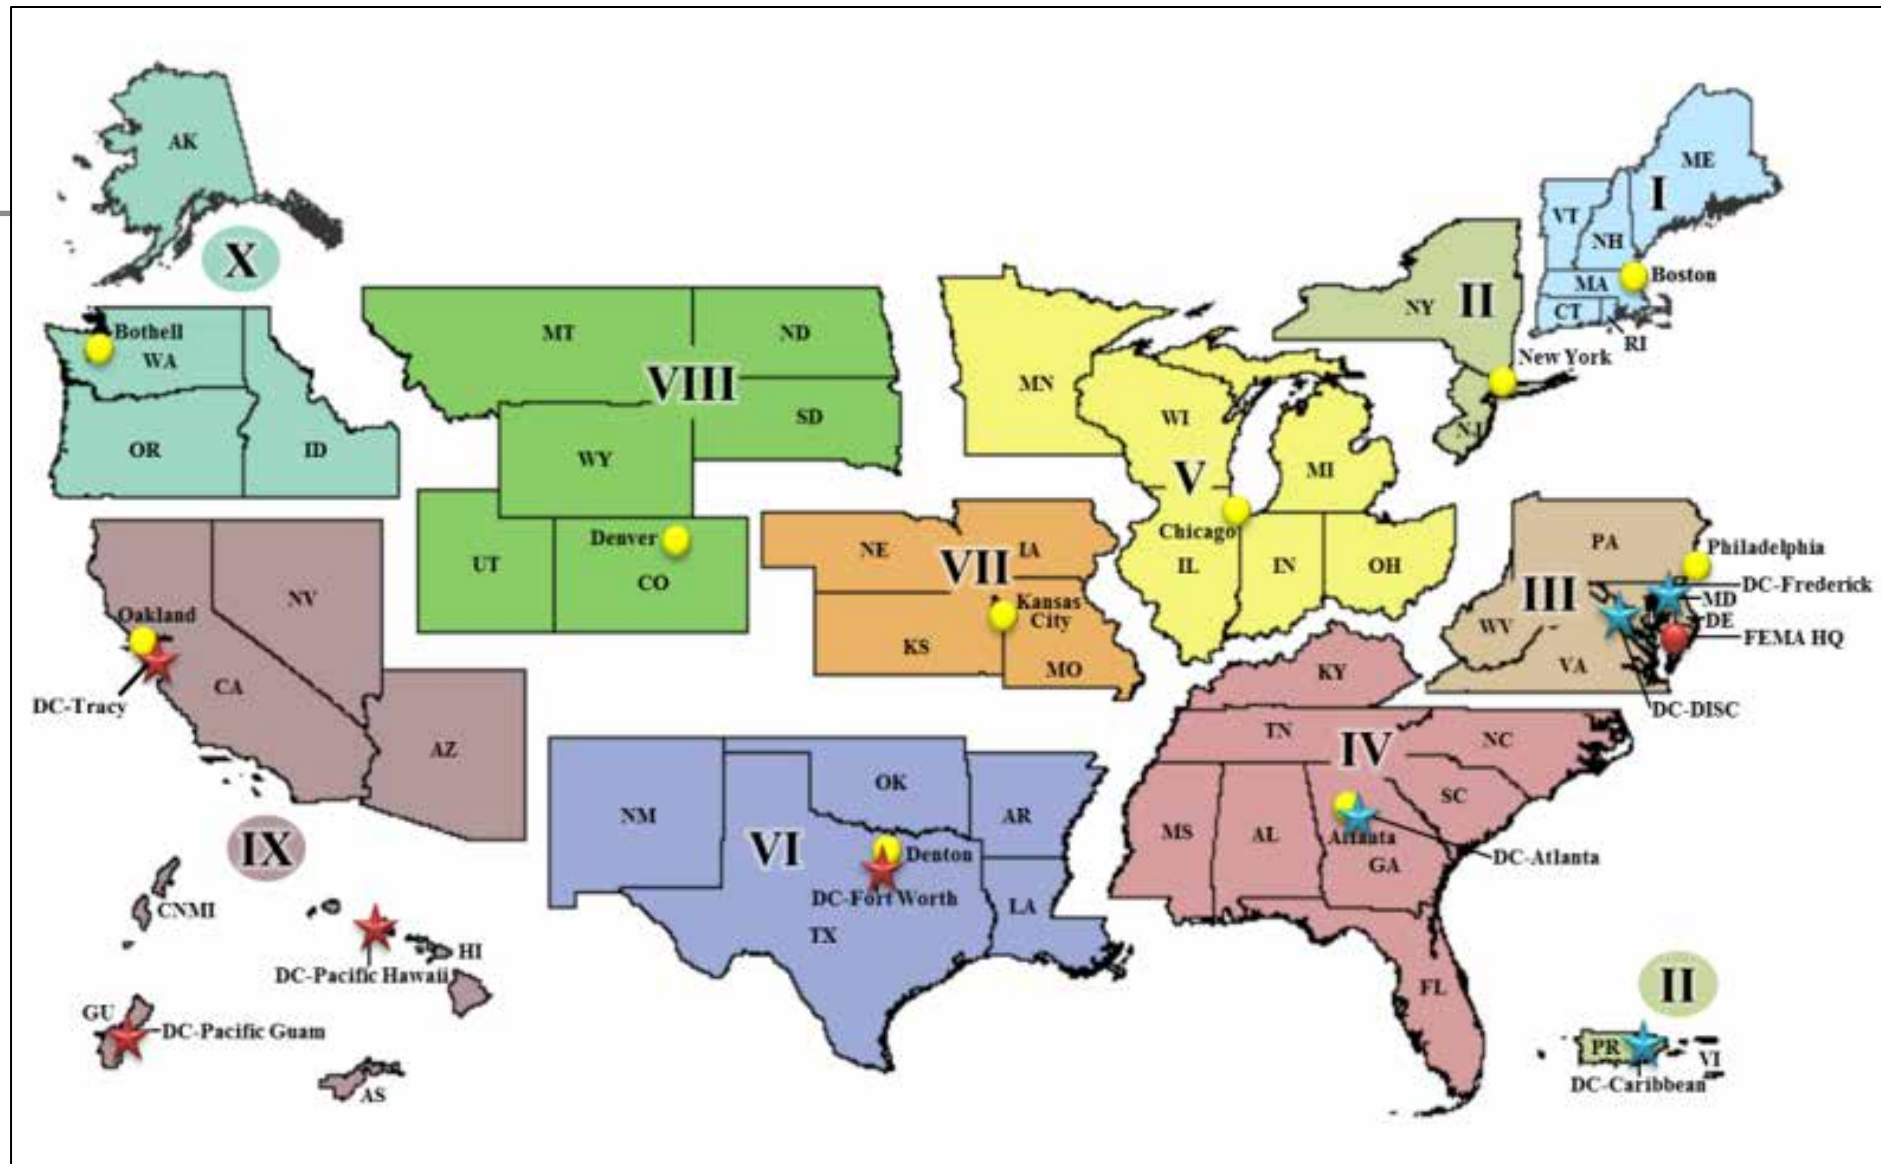 AK
X
Bothell
WA
OR
ID
MT
ND
VIII
SD
WY
UT
Denver
CO
MN
WI
V
MI
Chicago
IL
IN
OH
NY
II
New York
NJ
ME
I
VT
NH
MA
Boston
CT
RI
NE
IA
VII
Kansas
City
KS
MO
PA
Philadelphia
III
DC-Frederick
MD
DE
FEMA HQ
WV
VA
DC-DISC
NV
Oakland
CA
DC-Tracy
AZ
IX
CNMI
HI
DC-Pacific Hawaii
GU
DC-Pacific Guam
AS
NM
OK
AR
VI
Denton
DC-Fort Worth
LA
TX
KY
TN
IV
NC
SC
MS
AL
Atlanta
GA
DC-Atlanta
FL
II
PR
VI
DC-Caribbean